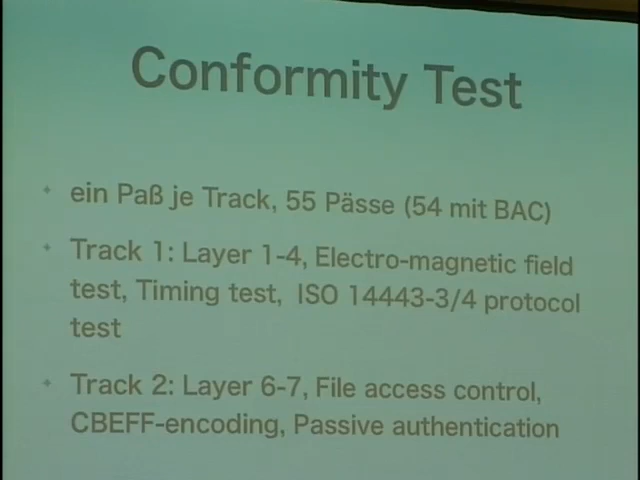 Conformity Test
ein Paß je Track, 55 Pässe (54 mit BAC)
Track 1: Layer 1-4, Electro-magnetic field
test, Timing test, ISO 14443-3/4 protocol
test
Track 2: Layer 6-7, File access control,
CBEFF-encoding, Passive authentication